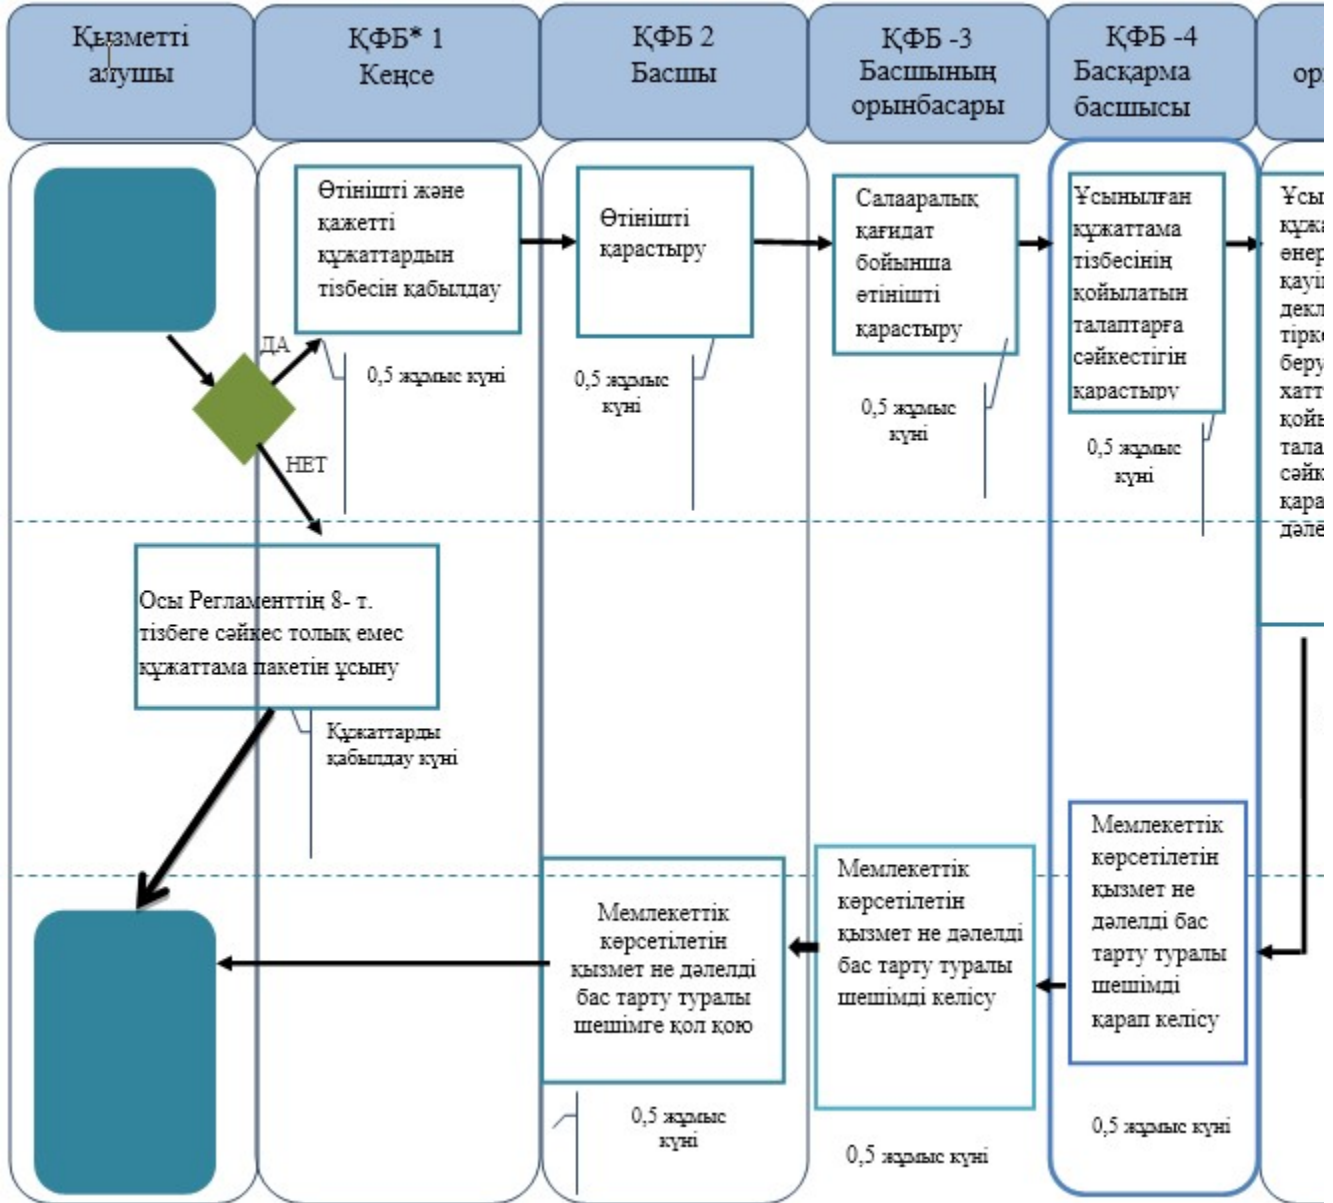 Қызметті
алушы
ҚФБ* 1
Кеңсе
ҚФБ 2
Басшы
ҚФБ -3
Басшының
орынбасары
ҚФБ -4
Басқарма
басшысы
Өтінішті және
қажетті
құжаттардын
тізбесін қабылдау
Өтінішті
қарастыру
Салааралық
қағидат
бойынша
өтінішті
қарастыру
Ұсынылған
құжаттама
тізбесінің
қойылатын
талаптарға
сәйкестігін
қарастыру
ДА
НЕТ
0,5 жұмыс күні
0,5 жұмыс
күні
0,5 жұмыс
күні
0,5 жұмыс
күні
Осы Регламенттің 8- т.
тізбеге сәйкес толық емес
құжаттама пакетін ұсыну
Құжаттарды
қабылдау күні
Мемлекеттік
көрсетілетін
қызмет не дәлелді
бас тарту туралы
шешімге қол қою
Мемлекеттік
көрсетілетін
қызмет не дәлелді
бас тарту туралы
шешімді келісу
Мемлекеттік
көрсетілетін
қызмет не
дәлелді бас
тарту туралы
шешімді
қарап келісу
0,5 жұмыс
күні
0,5 жұмыс күні
0,5 жұмыс күні